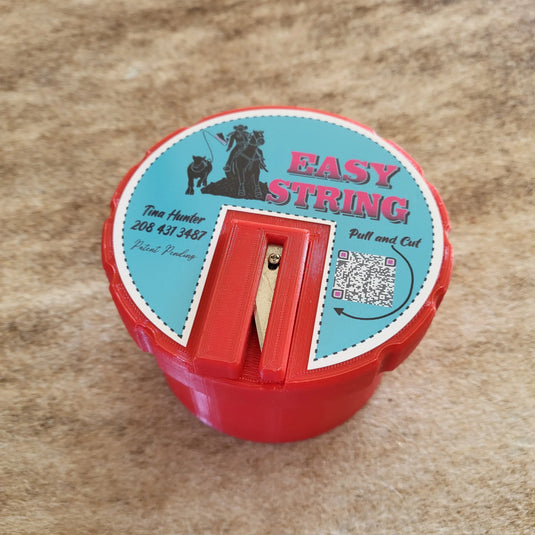 EASY
STRING
Tina Hunter
208 431 3487
Patent Pending
Pull and Cut